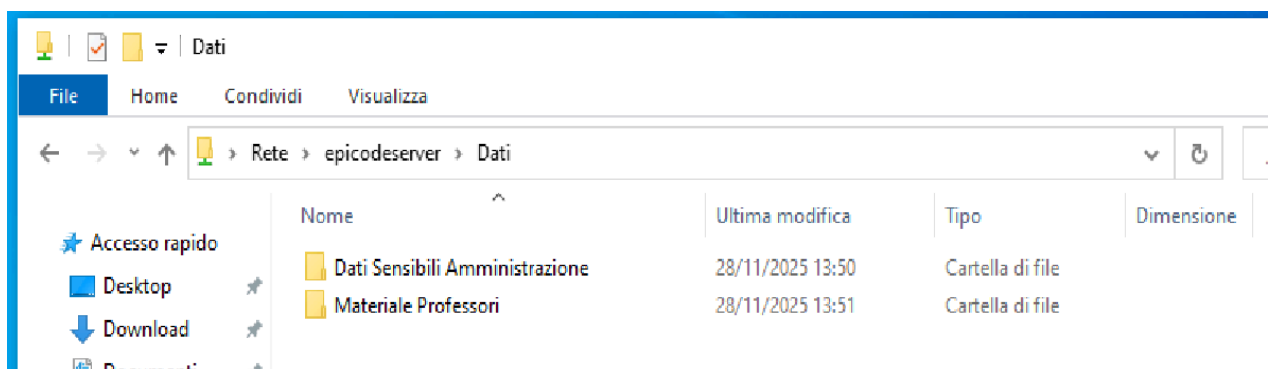 Dati
File Home Condividi Visualizza
Rete › epicodeserver › Dati
Nome Ultima modifica Tipo Dimensione
Accesso rapido
Dati Sensibili Amministrazione 28/11/2025 13:50 Cartella di file
Desktop
Materiale Professori 28/11/2025 13:51 Cartella di file
Download